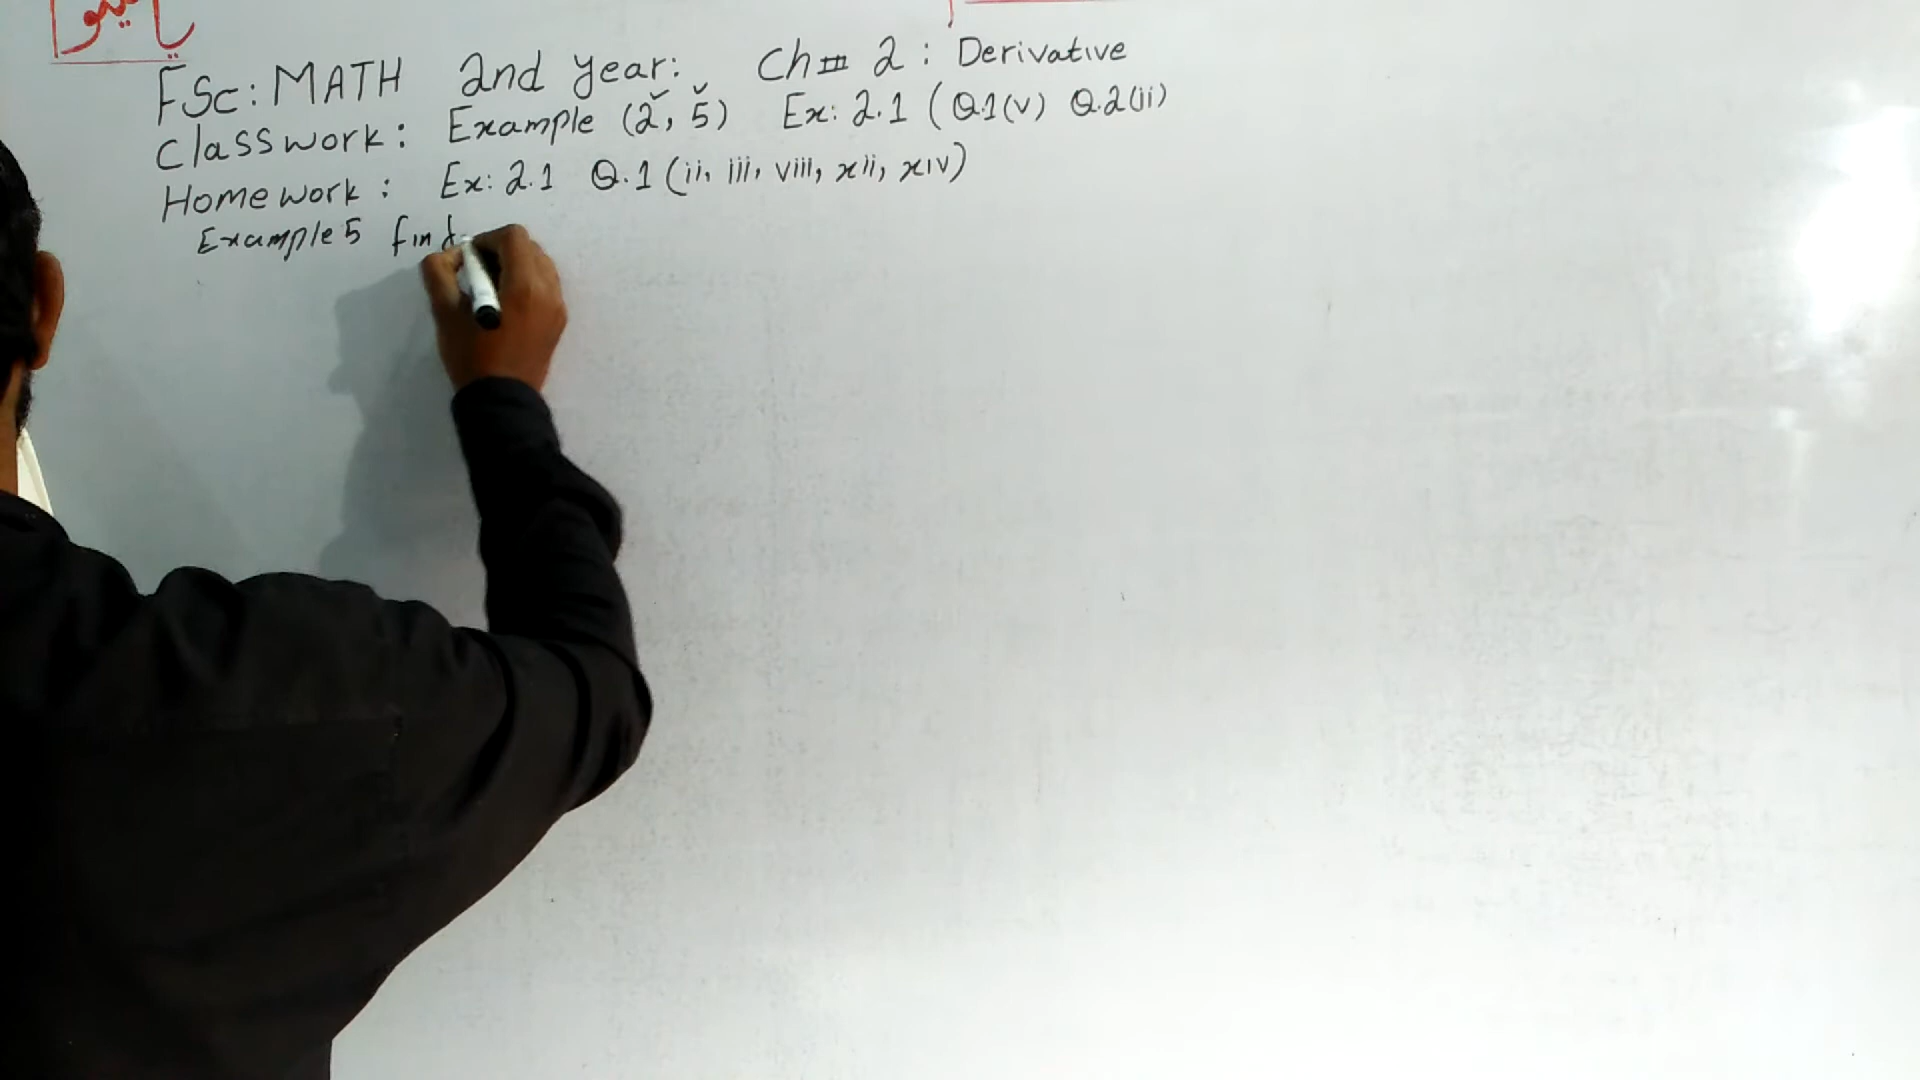 FSc: MATH 2nd year: Ch # 2 : Derivative
Classwork: Example (2, 5) Ex: 2.1 (Q.1(v) Q.2(ii)
Homework: Ex: 2.1 Q.1 (ii, iii, viii, xii, xiv)
Example 5 find